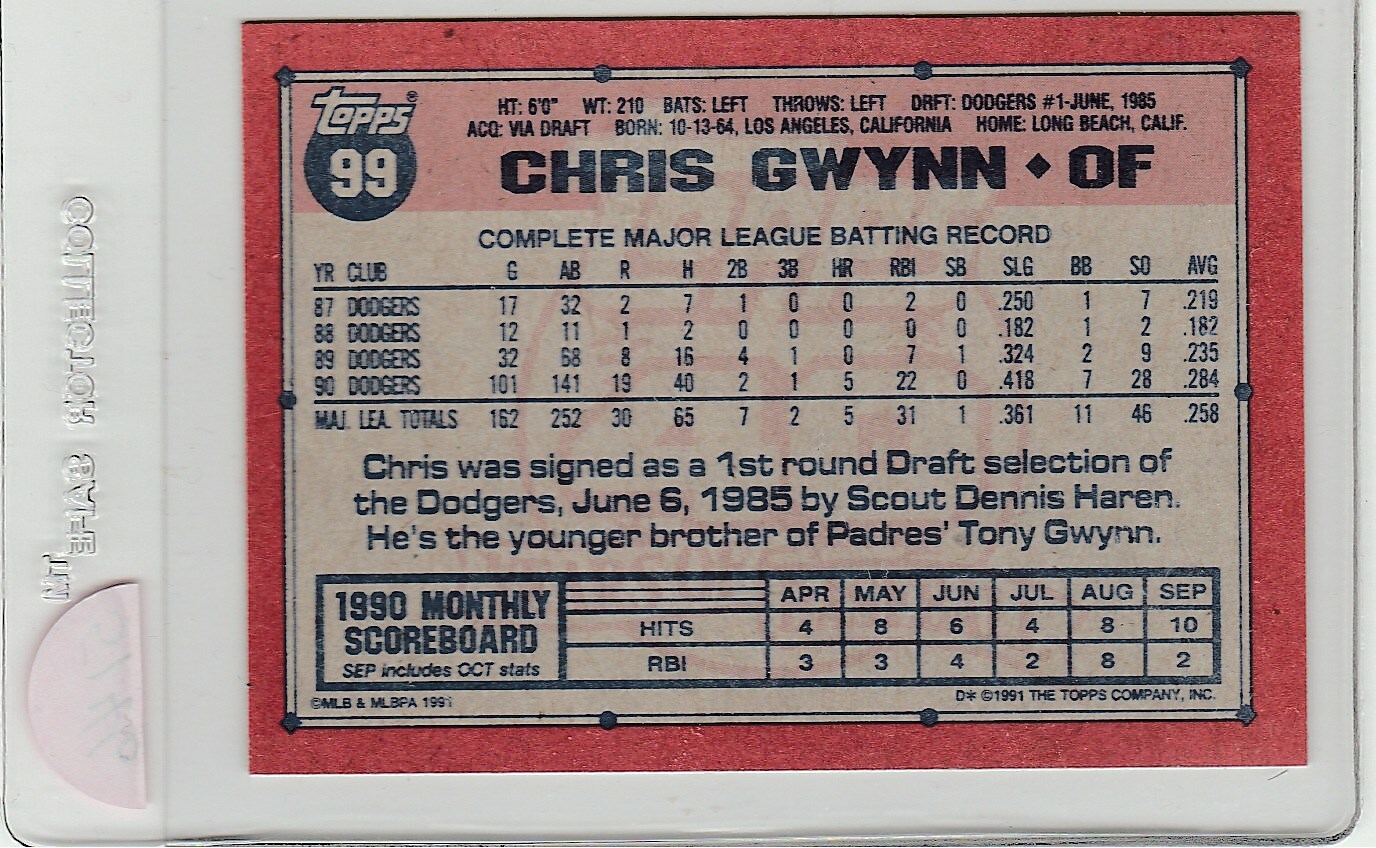 topps®
99
HT: 6'0" WT: 210 BATS: LEFT THROWS: LEFT DRFT: DODGERS #1-JUNE, 1985
ACQ: VIA DRAFT BORN: 10-13-64, LOS ANGELES, CALIFORNIA HOME: LONG BEACH, CALIF.
CHRIS GWYNN ◆ OF
COMPLETE MAJOR LEAGUE BATTING RECORD
YR CLUB G AB R H 2B 3B HR RBI SB SLG BB SO AVG
87 DODGERS 17 32 2 7 1 0 0 2 0 .250 1 7 .219
88 DODGERS 12 11 1 2 0 0 0 0 0 .182 1 2 .182
89 DODGERS 32 68 8 16 4 1 0 7 1 .324 2 9 .235
90 DODGERS 101 141 19 40 2 1 5 22 0 .418 7 28 .284
MAJ. LEA. TOTALS 162 252 30 65 7 2 5 31 1 .361 11 46 .258
Chris was signed as a 1st round Draft selection of
the Dodgers, June 6, 1985 by Scout Dennis Haren.
He's the younger brother of Padres' Tony Gwynn.
1990 MONTHLY
SCOREBOARD
SEP includes OCT stats
APR MAY JUN JUL AUG SEP
HITS 4 8 6 4 8 10
RBI 3 3 4 2 8 2
©MLB & MLBPA 1991
D* ©1991 THE TOPPS COMPANY, INC.
COLLECTOR SAFE TM